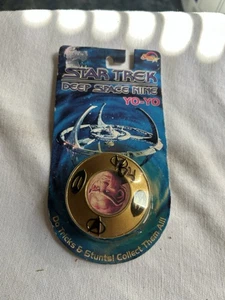 STAR TREK
DEEP SPACE NINE
YO-YO
Do Tricks & Stunts! Collect Them All!